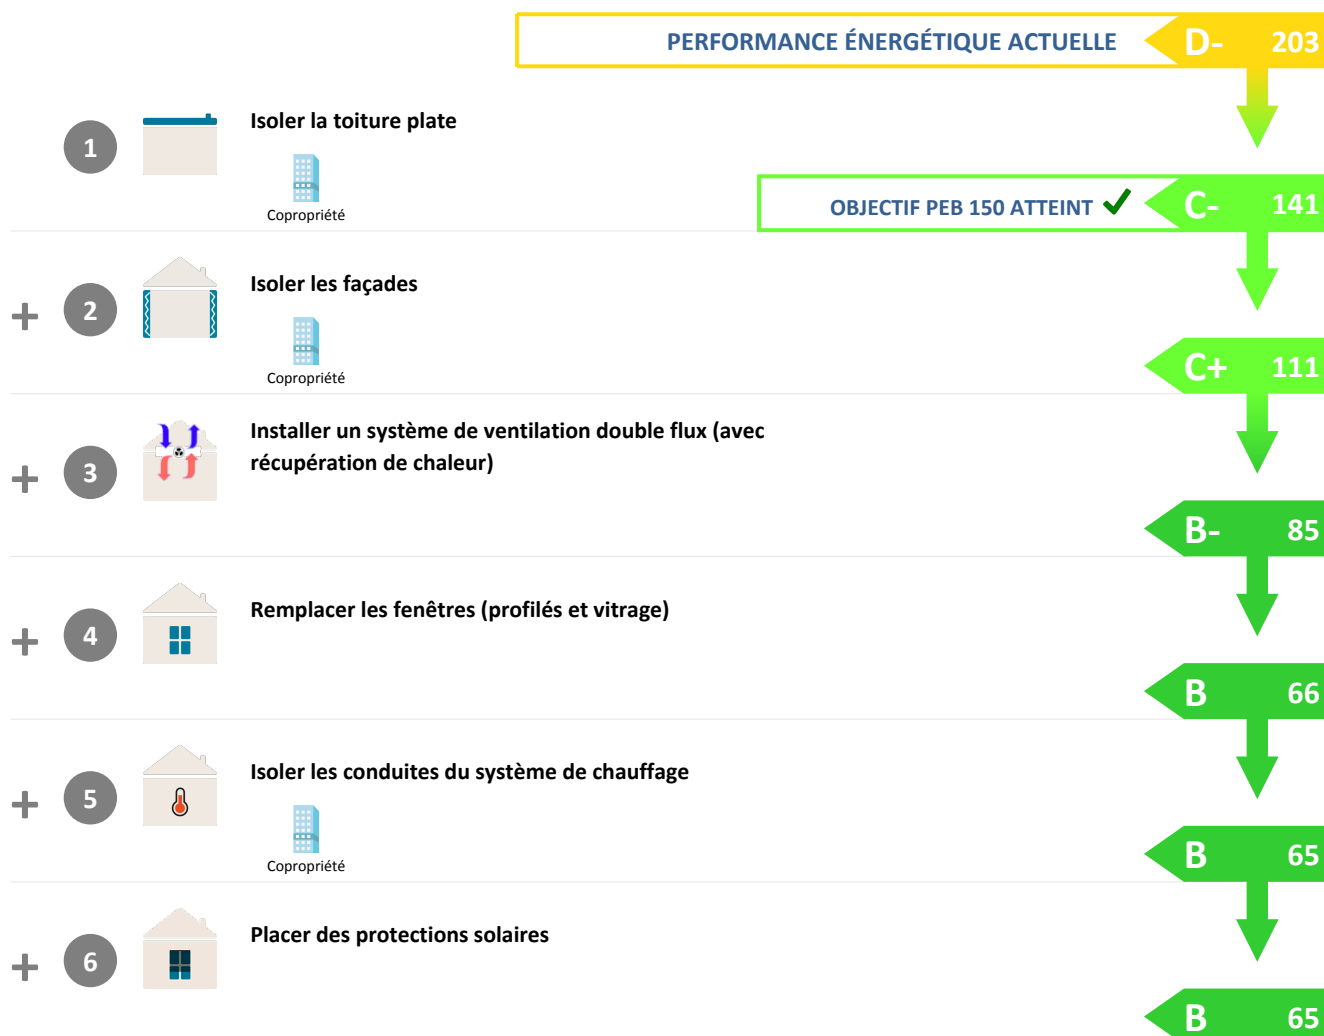 PERFORMANCE ÉNERGÉTIQUE ACTUELLE D- 203
1 Isoler la toiture plate
Copropriété
OBJECTIF PEB 150 ATTEINT C- 141
+ 2 Isoler les façades
Copropriété
C+ 111
+ 3 Installer un système de ventilation double flux (avec
récupération de chaleur)
B- 85
+ 4 Remplacer les fenêtres (profilés et vitrage)
B 66
+ 5 Isoler les conduites du système de chauffage
Copropriété
B 65
+ 6 Placer des protections solaires
B 65